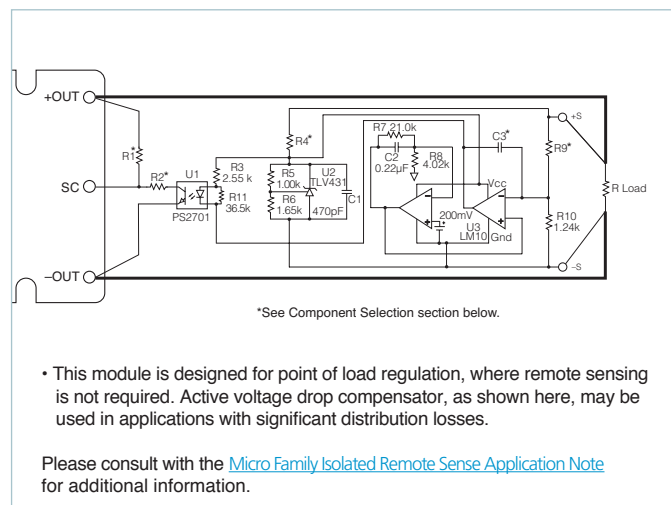 +OUT
R1*
SC
R2*
U1
PS2701
R3
2.55 k
R11
36.5k
–OUT
R4*
R5
1.00k
R6
1.65k
U2
TLV431
470pF
C1
R7 21.0k
C2
0.22µF
R8
4.02k
C3*
Vcc
200mV
U3
LM10
Gnd
+S
R9*
R10
1.24k
–S
R Load
*See Component Selection section below.
• This module is designed for point of load regulation, where remote sensing
is not required. Active voltage drop compensator, as shown here, may be
used in applications with significant distribution losses.
Please consult with the Micro Family Isolated Remote Sense Application Note
for additional information.